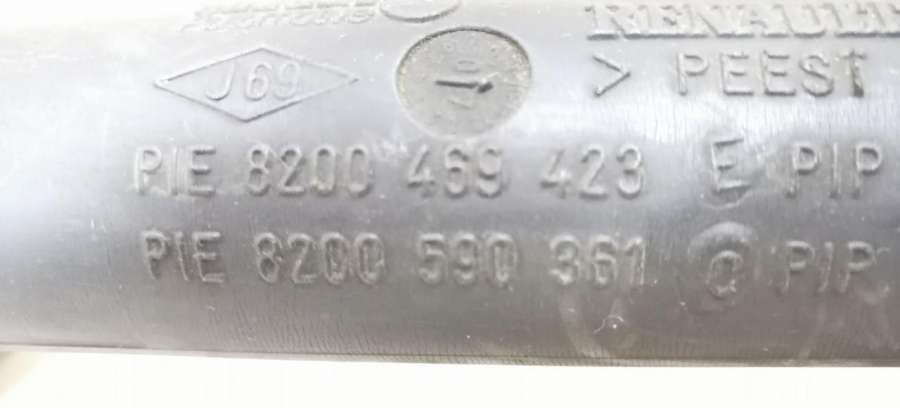 RENAULT
J69
> PEEST
PIE 8200 469 423 E PIP
PIE 8200 590 361 Q PIP